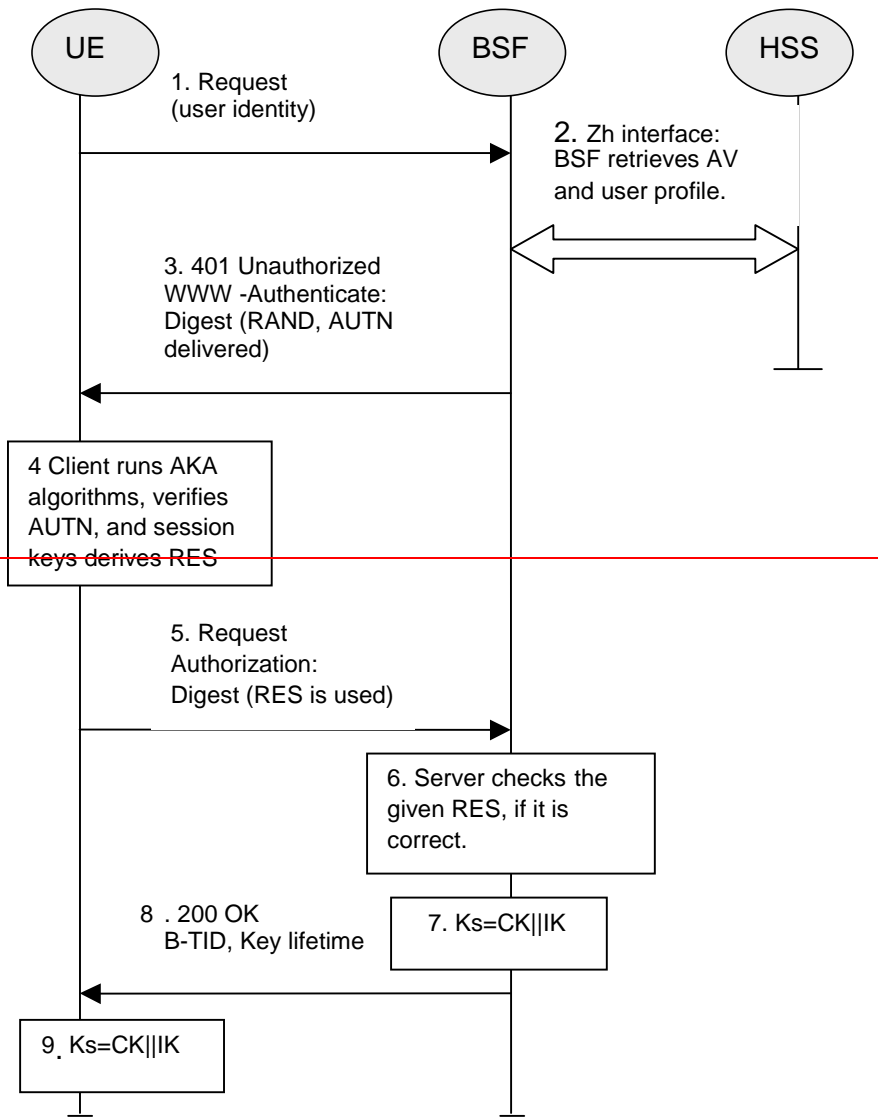 UE
BSF
HSS
1. Request
(user identity)
2. Zh interface:
BSF retrieves AV
and user profile.
3. 401 Unauthorized
WWW -Authenticate:
Digest (RAND, AUTN
delivered)
4 Client runs AKA
algorithms, verifies
AUTN, and session
keys derives RES
5. Request
Authorization:
Digest (RES is used)
6. Server checks the
given RES, if it is
correct.
7. Ks=CK||IK
8 . 200 OK
B-TID, Key lifetime
9. Ks=CK||IK